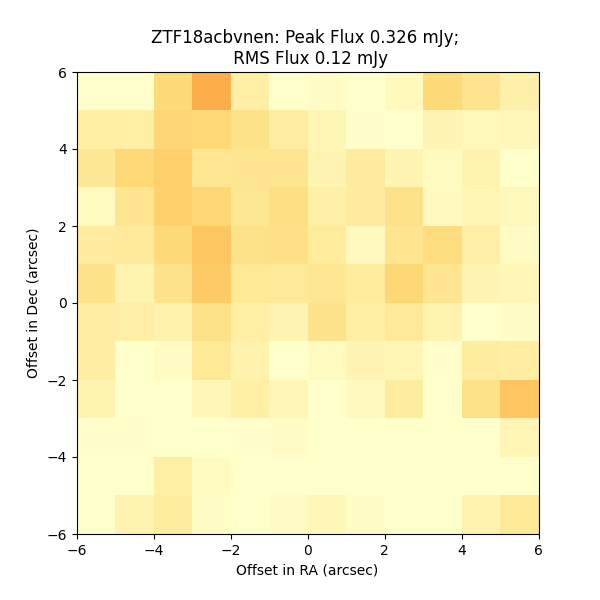 ZTF18acbvnen: Peak Flux 0.326 mJy;
RMS Flux 0.12 mJy
6
4
2
0
−2
−4
−6
Offset in Dec (arcsec)
−6 −4 −2 0 2 4 6
Offset in RA (arcsec)